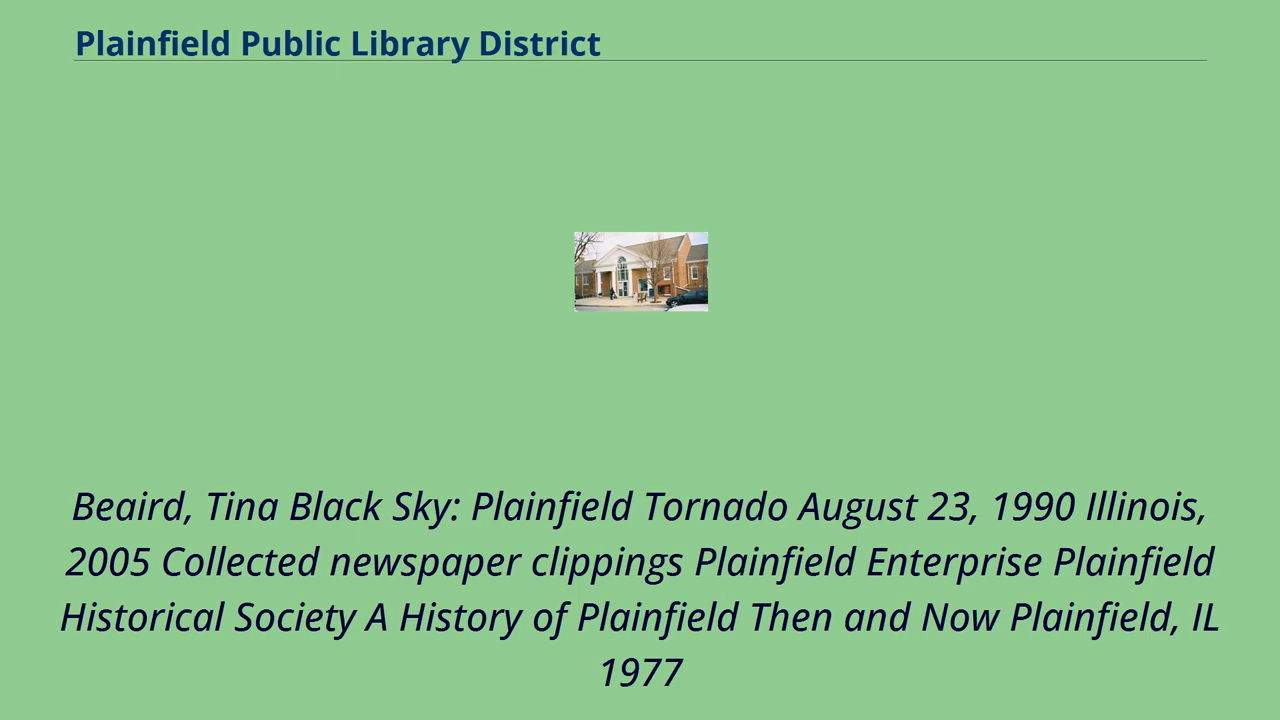 Plainfield Public Library District
Beaird, Tina Black Sky: Plainfield Tornado August 23, 1990 Illinois,
2005 Collected newspaper clippings Plainfield Enterprise Plainfield
Historical Society A History of Plainfield Then and Now Plainfield, IL
1977